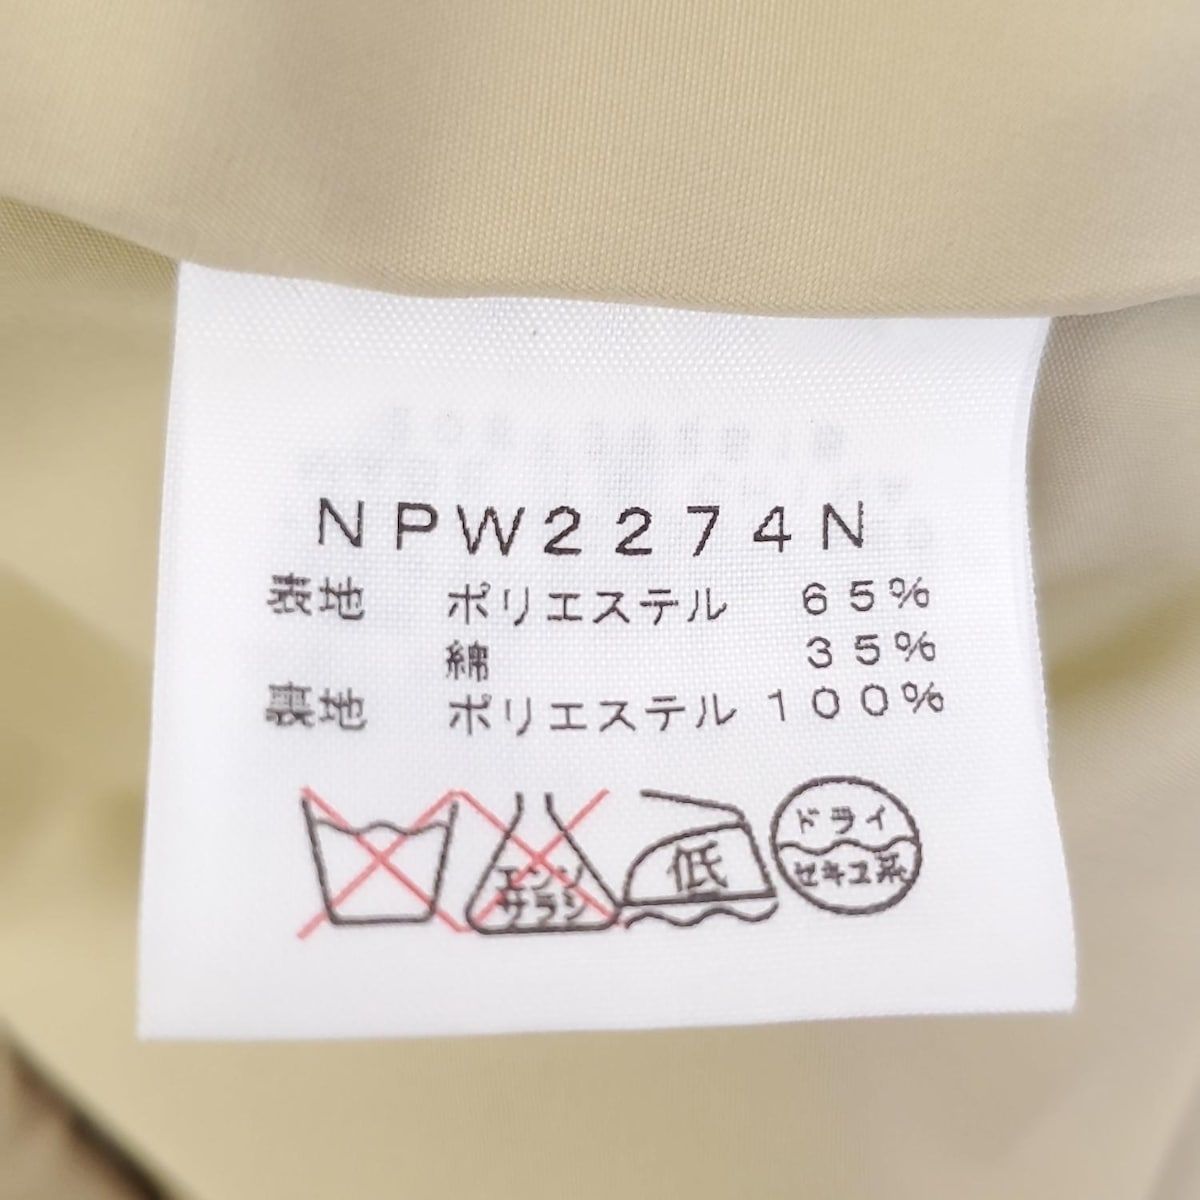 NPW2274N
表地 ポリエステル 65%
綿 35%
裏地 ポリエステル 100%
エンソ サラシ
低
ドライ
セキユ系